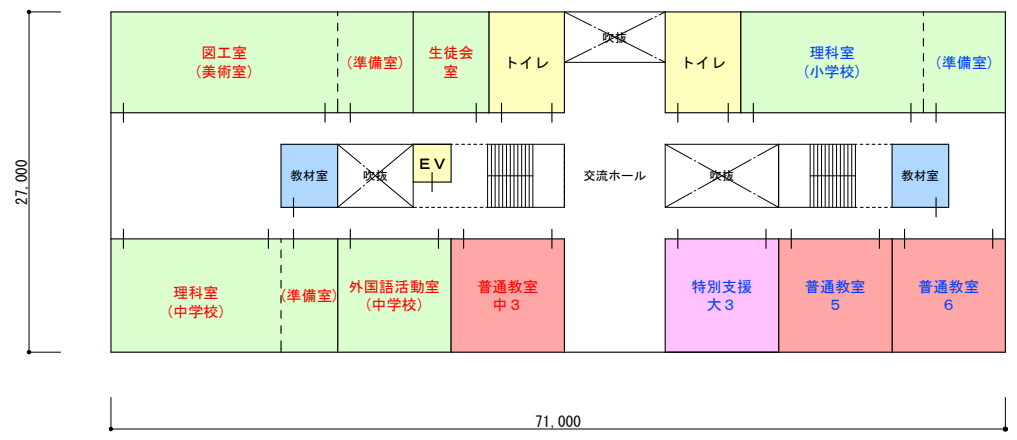 図工室
(美術室)
(準備室)
生徒会
室
トイレ
吹抜
トイレ
理科室
(小学校)
(準備室)
27,000
教材室
吹抜
EV
交流ホール
吹抜
教材室
理科室
(中学校)
(準備室)
外国語活動室
(中学校)
普通教室
中3
特別支援
大3
普通教室
5
普通教室
6
71,000